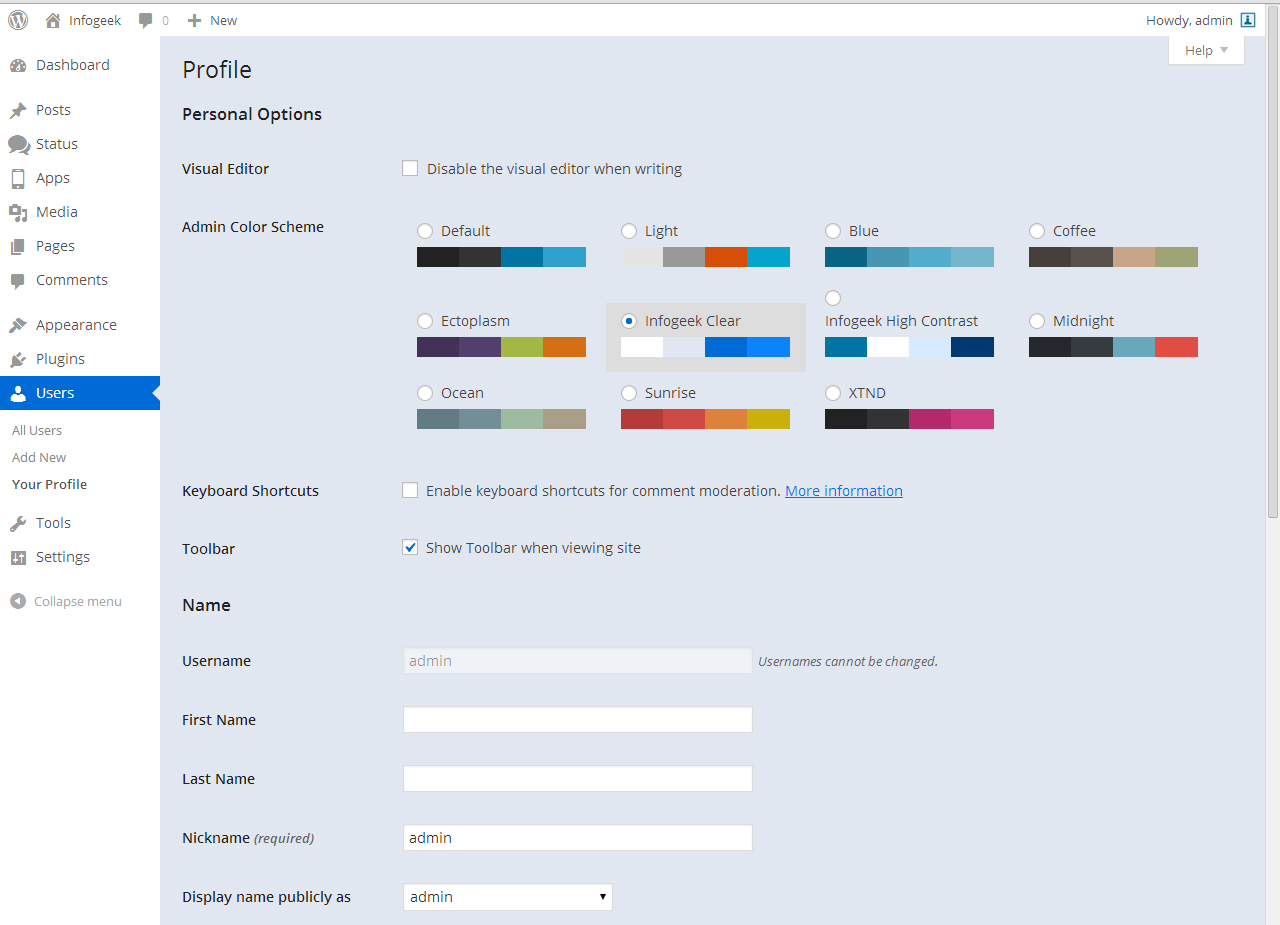 Infogeek 0 New Howdy, admin
Help
Dashboard
Posts
Status
Apps
Media
Pages
Comments
Appearance
Plugins
Users
All Users
Add New
Your Profile
Tools
Settings
Collapse menu
Profile
Personal Options
Visual Editor Disable the visual editor when writing
Admin Color Scheme
Default Light Blue Coffee
Ectoplasm Infogeek Clear Infogeek High Contrast Midnight
Ocean Sunrise XTND
Keyboard Shortcuts Enable keyboard shortcuts for comment moderation. More information
Toolbar Show Toolbar when viewing site
Name
Username admin Usernames cannot be changed.
First Name
Last Name
Nickname (required) admin
Display name publicly as admin